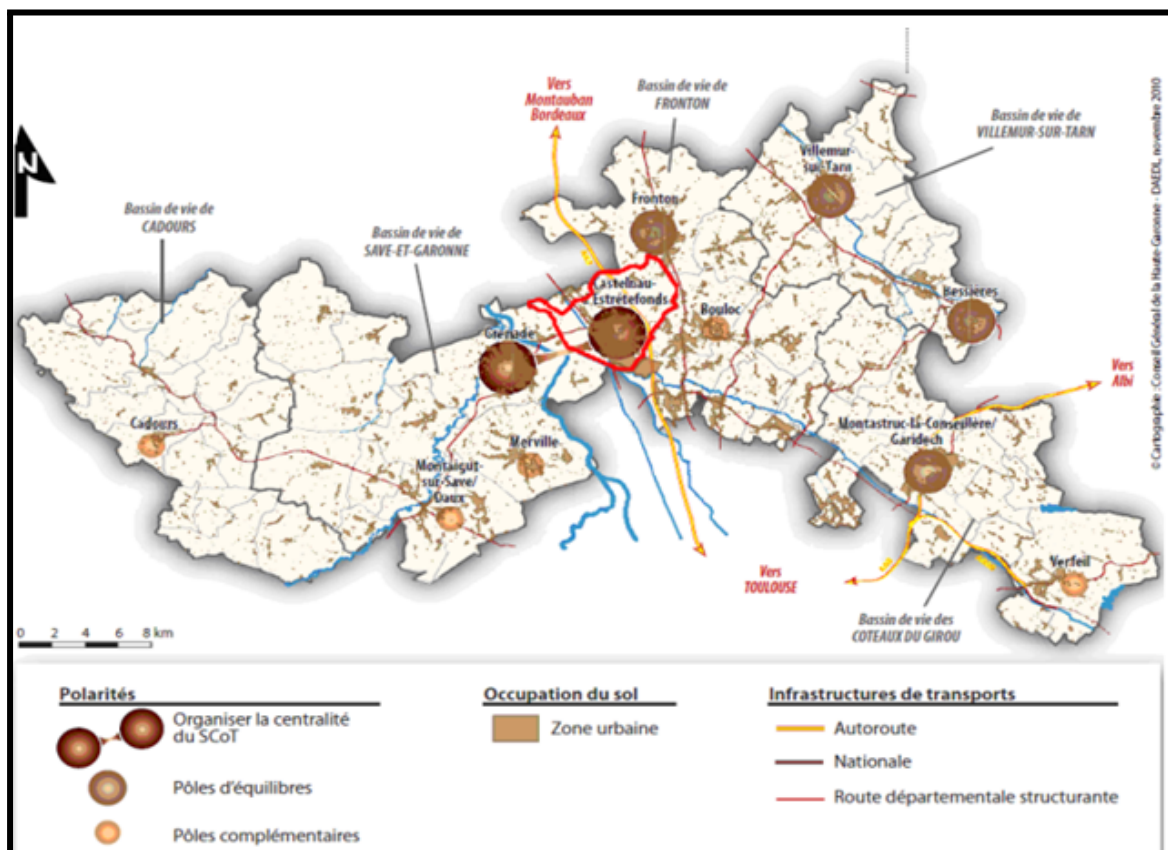 Vers
Montauban
Bordeaux
Bassin de vie de
FRONTON
Bassin de vie de
VILLEMUR-SUR-TARN
© Cartographie : Conseil Général de la Haute-Garonne - DAEDL, novembre 2010
N
Villemur-
sur-Tarn
Fronton
Bassin de vie de
CADOURS
Bassin de vie de
SAVE-ET-GARONNE
Castelnau-
Estrétefonds
Bouloc
Bessières
Grenade
Vers
Albi
Cadours
Merville
Montastruc-la-Conseillère/
Garidech
Montaigut-
sur-Save/
Daux
Verfeil
Vers
TOULOUSE
Bassin de vie des
COTEAUX DU GIROU
0 2 4 6 8 km
Polarités
Organiser la centralité
du SCoT
Pôles d'équilibres
Pôles complémentaires
Occupation du sol
Zone urbaine
Infrastructures de transports
Autoroute
Nationale
Route départementale structurante